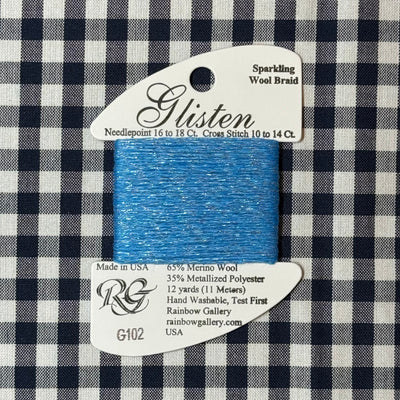 Sparkling
Wool Braid
Glisten
Needlepoint 16 to 18 Ct. Cross Stitch 10 to 14 Ct.
Made in USA
65% Merino Wool
35% Metallized Polyester
12 yards (11 Meters)
Hand Washable, Test First
Rainbow Gallery
rainbowgallery.com
USA
RG
G102